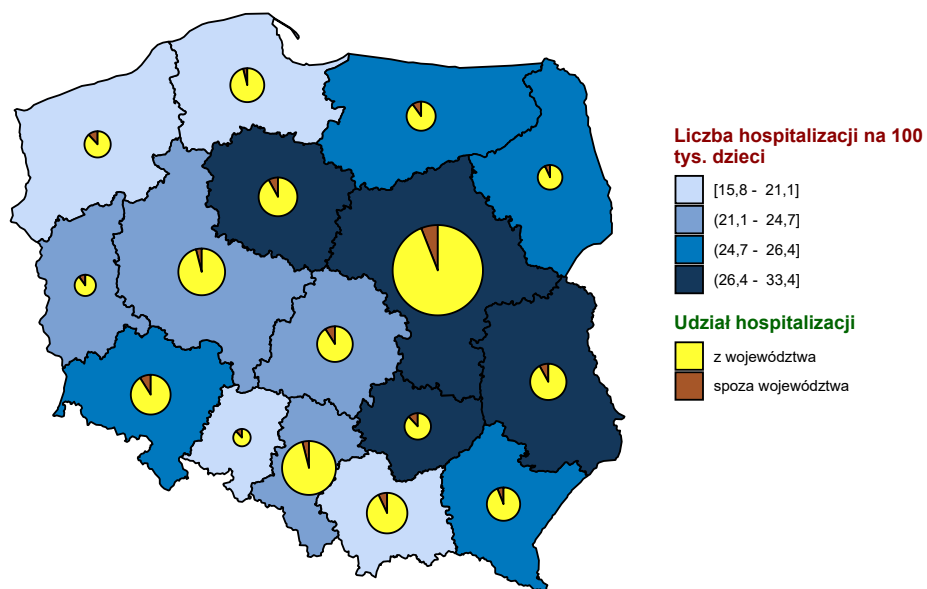 Liczba hospitalizacji na 100
tys. dzieci
[15,8 - 21,1]
(21,1 - 24,7]
(24,7 - 26,4]
(26,4 - 33,4]
Udział hospitalizacji
z województwa
spoza województwa